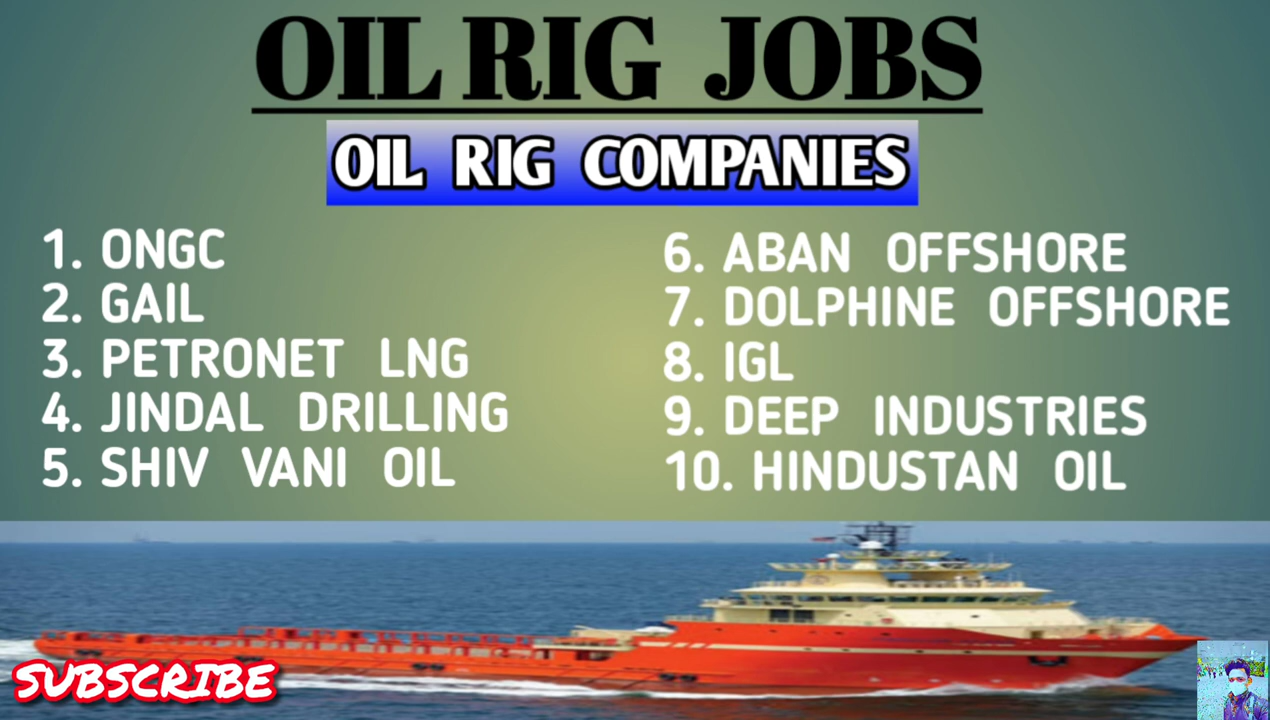 OIL RIG JOBS
OIL RIG COMPANIES
1. ONGC
2. GAIL
3. PETRONET LNG
4. JINDAL DRILLING
5. SHIV VANI OIL
6. ABAN OFFSHORE
7. DOLPHINE OFFSHORE
8. IGL
9. DEEP INDUSTRIES
10. HINDUSTAN OIL
SUBSCRIBE